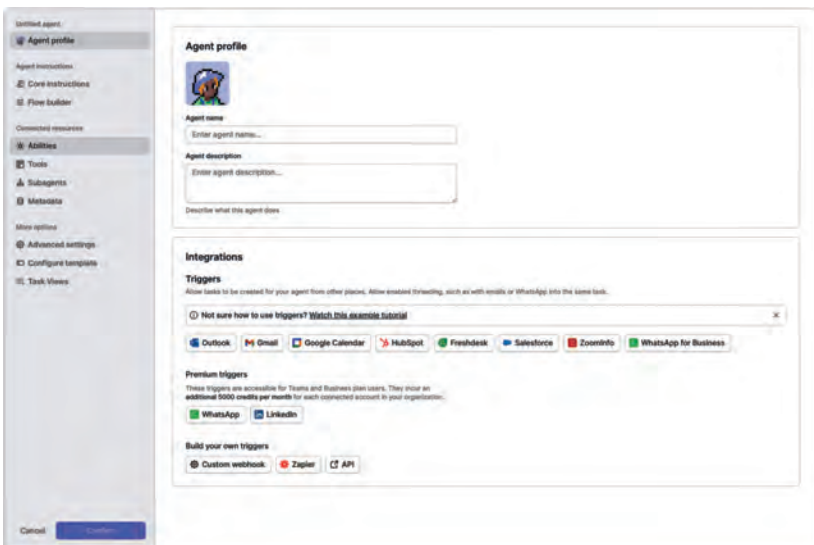 Untitled agent
Agent profile
Agent instructions
Core instructions
Flow builder
Connected resources
Abilities
Tools
Subagents
Metadata
More options
Advanced settings
Configure template
Task Views
Cancel
Confirm
Agent profile
Agent name
Enter agent name...
Agent description
Enter agent description...
Describe what this agent does
Integrations
Triggers
Allow tasks to be created for your agent from other places. Allow enabled threading, such as with emails or WhatsApp into the same task.
Not sure how to use triggers? Watch this example tutorial
Outlook Gmail Google Calendar HubSpot Freshdesk Salesforce ZoomInfo WhatsApp for Business
Premium triggers
These triggers are accessible for Teams and Business plan users. They incur an
additional 5000 credits per month for each connected account in your organization.
WhatsApp LinkedIn
Build your own triggers
Custom webhook Zapier API